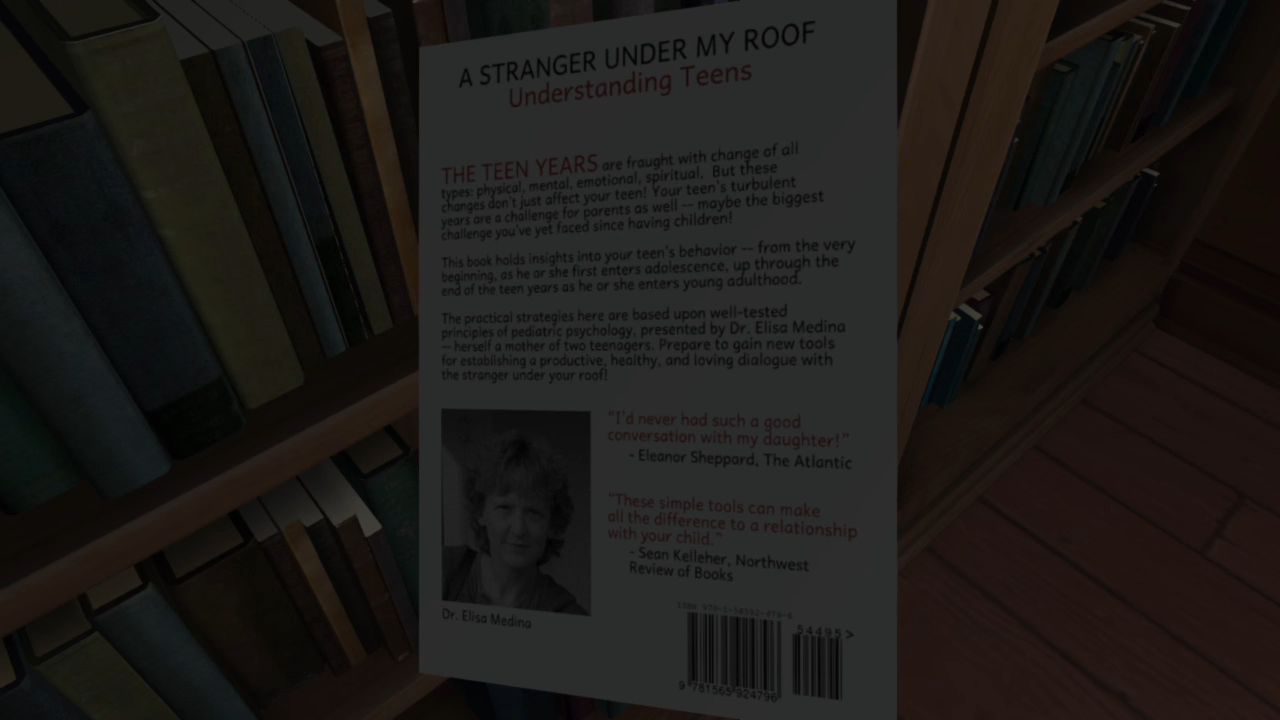 A STRANGER UNDER MY ROOF
Understanding Teens
THE TEEN YEARS are fraught with change of all
types: physical, mental, emotional, spiritual. But these
changes don't just affect your teen! Your teen's turbulent
years are a challenge for parents as well -- maybe the biggest
challenge you've yet faced since having children!
This book holds insights into your teen's behavior -- from the very
beginning, as he or she first enters adolescence, up through the
end of the teen years as he or she enters young adulthood.
The practical strategies here are based upon well-tested
principles of pediatric psychology, presented by Dr. Elisa Medina
-- herself a mother of two teenagers. Prepare to gain new tools
for establishing a productive, healthy, and loving dialogue with
the stranger under your roof!
"I'd never had such a good
conversation with my daughter!"
- Eleanor Sheppard, The Atlantic
"These simple tools can make
all the difference to a relationship
with your child."
- Sean Kelleher, Northwest
Review of Books
Dr. Elisa Medina
54495>
9 781565 924796